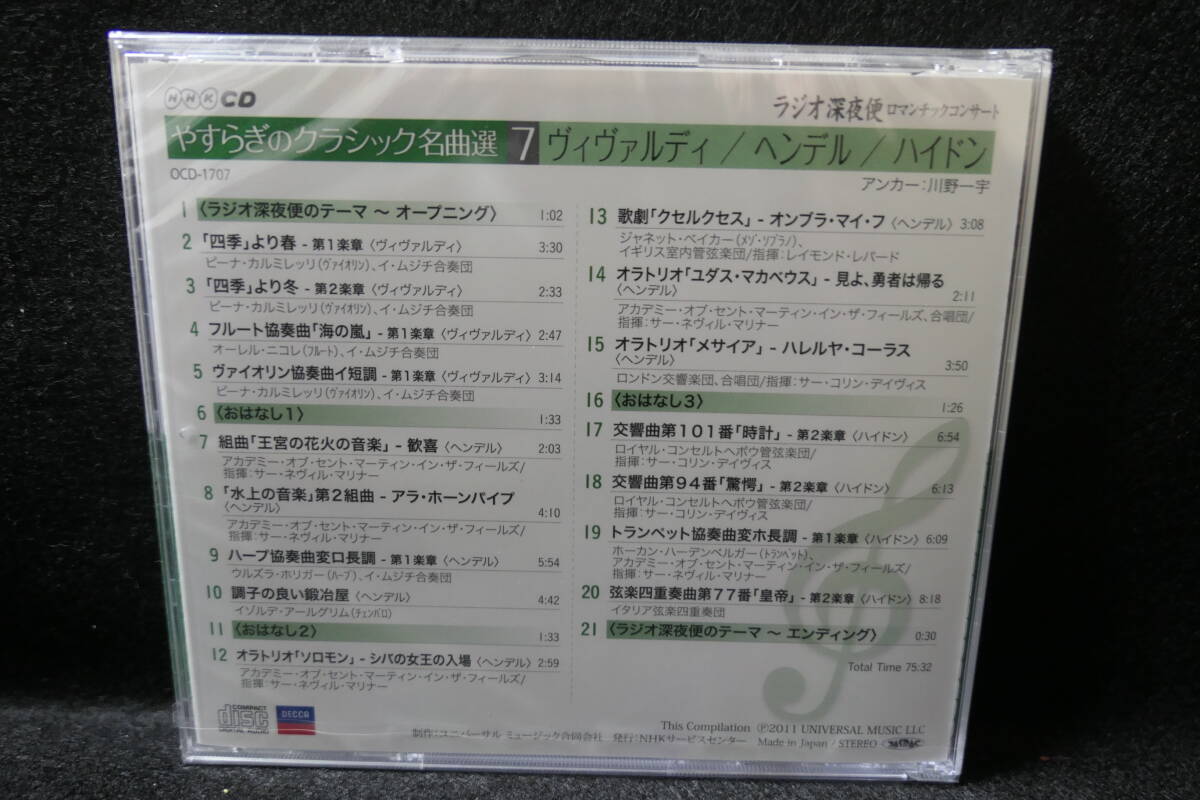 NHK CD
ラジオ深夜便 ロマンチックコンサート
やすらぎのクラシック名曲選 7 ヴィヴァルディ / ヘンデル / ハイドン
OCD-1707
アンカー:川野一宇
1 〈ラジオ深夜便のテーマ ～ オープニング〉 1:02
2 「四季」より春 - 第1楽章〈ヴィヴァルディ〉 3:30
ピーナ・カルミレッリ(ヴァイオリン)、イ・ムジチ合奏団
3 「四季」より冬 - 第2楽章〈ヴィヴァルディ〉 2:33
ピーナ・カルミレッリ(ヴァイオリン)、イ・ムジチ合奏団
4 フルート協奏曲「海の嵐」 - 第1楽章〈ヴィヴァルディ〉 2:47
オーレル・ニコレ(フルート)、イ・ムジチ合奏団
5 ヴァイオリン協奏曲イ短調 - 第1楽章〈ヴィヴァルディ〉 3:14
ピーナ・カルミレッリ(ヴァイオリン)、イ・ムジチ合奏団
6 〈おはなし1〉 1:33
7 組曲「王宮の花火の音楽」 - 歓喜〈ヘンデル〉 2:03
アカデミー・オブ・セント・マーティン・イン・ザ・フィールズ/
指揮:サー・ネヴィル・マリナー
8 「水上の音楽」第2組曲 - アラ・ホーンパイプ
〈ヘンデル〉 4:10
アカデミー・オブ・セント・マーティン・イン・ザ・フィールズ/
指揮:サー・ネヴィル・マリナー
9 ハープ協奏曲変ロ長調 - 第1楽章〈ヘンデル〉 5:54
ウルズラ・ホリガー(ハープ)、イ・ムジチ合奏団
10 調子の良い鍛冶屋〈ヘンデル〉 4:42
イゾルデ・アールグリム(チェンバロ)
11 〈おはなし2〉 1:33
12 オラトリオ「ソロモン」 - シバの女王の入場〈ヘンデル〉 2:59
アカデミー・オブ・セント・マーティン・イン・ザ・フィールズ/
指揮:サー・ネヴィル・マリナー
13 歌劇「クセルクセス」 - オンブラ・マイ・フ〈ヘンデル〉 3:08
ジャネット・ベイカー(メゾ・ソプラノ)、
イギリス室内管弦楽団/指揮:レイモンド・レパード
14 オラトリオ「ユダス・マカベウス」 - 見よ、勇者は帰る
〈ヘンデル〉 2:11
アカデミー・オブ・セント・マーティン・イン・ザ・フィールズ、合唱団/
指揮:サー・ネヴィル・マリナー
15 オラトリオ「メサイア」 - ハレルヤ・コーラス
〈ヘンデル〉 3:50
ロンドン交響楽団、合唱団/指揮:サー・コリン・デイヴィス
16 〈おはなし3〉 1:26
17 交響曲第101番「時計」 - 第2楽章〈ハイドン〉 6:54
ロイヤル・コンセルトヘボウ管弦楽団/
指揮:サー・コリン・デイヴィス
18 交響曲第94番「驚愕」 - 第2楽章〈ハイドン〉 6:13
ロイヤル・コンセルトヘボウ管弦楽団/
指揮:サー・コリン・デイヴィス
19 トランペット協奏曲変ホ長調 - 第1楽章〈ハイドン〉 6:09
ホーカン・ハーデンベルガー(トランペット)、
アカデミー・オブ・セント・マーティン・イン・ザ・フィールズ/
指揮:サー・ネヴィル・マリナー
20 弦楽四重奏曲第77番「皇帝」 - 第2楽章〈ハイドン〉 8:18
イタリア弦楽四重奏団
21 〈ラジオ深夜便のテーマ ～ エンディング〉 0:30
Total Time 75:32
COMPACT disc DIGITAL AUDIO
DECCA
This Compilation ℗2011 UNIVERSAL MUSIC LLC
制作:ユニバーサル ミュージック合同会社 発行:NHKサービスセンター Made in Japan / STEREO